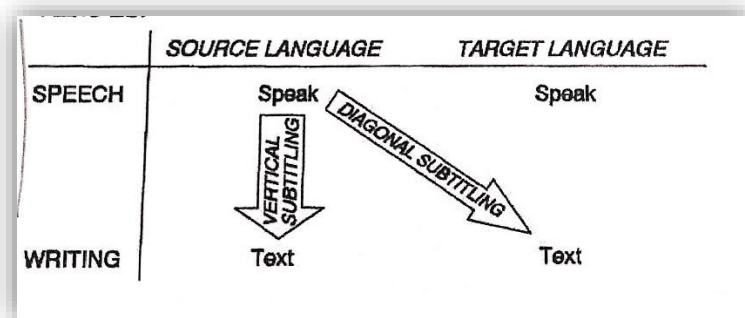 SOURCE LANGUAGE TARGET LANGUAGE
SPEECH Speak Speak
VERTICAL
SUBTITLING
DIAGONAL SUBTITLING
WRITING Text Text